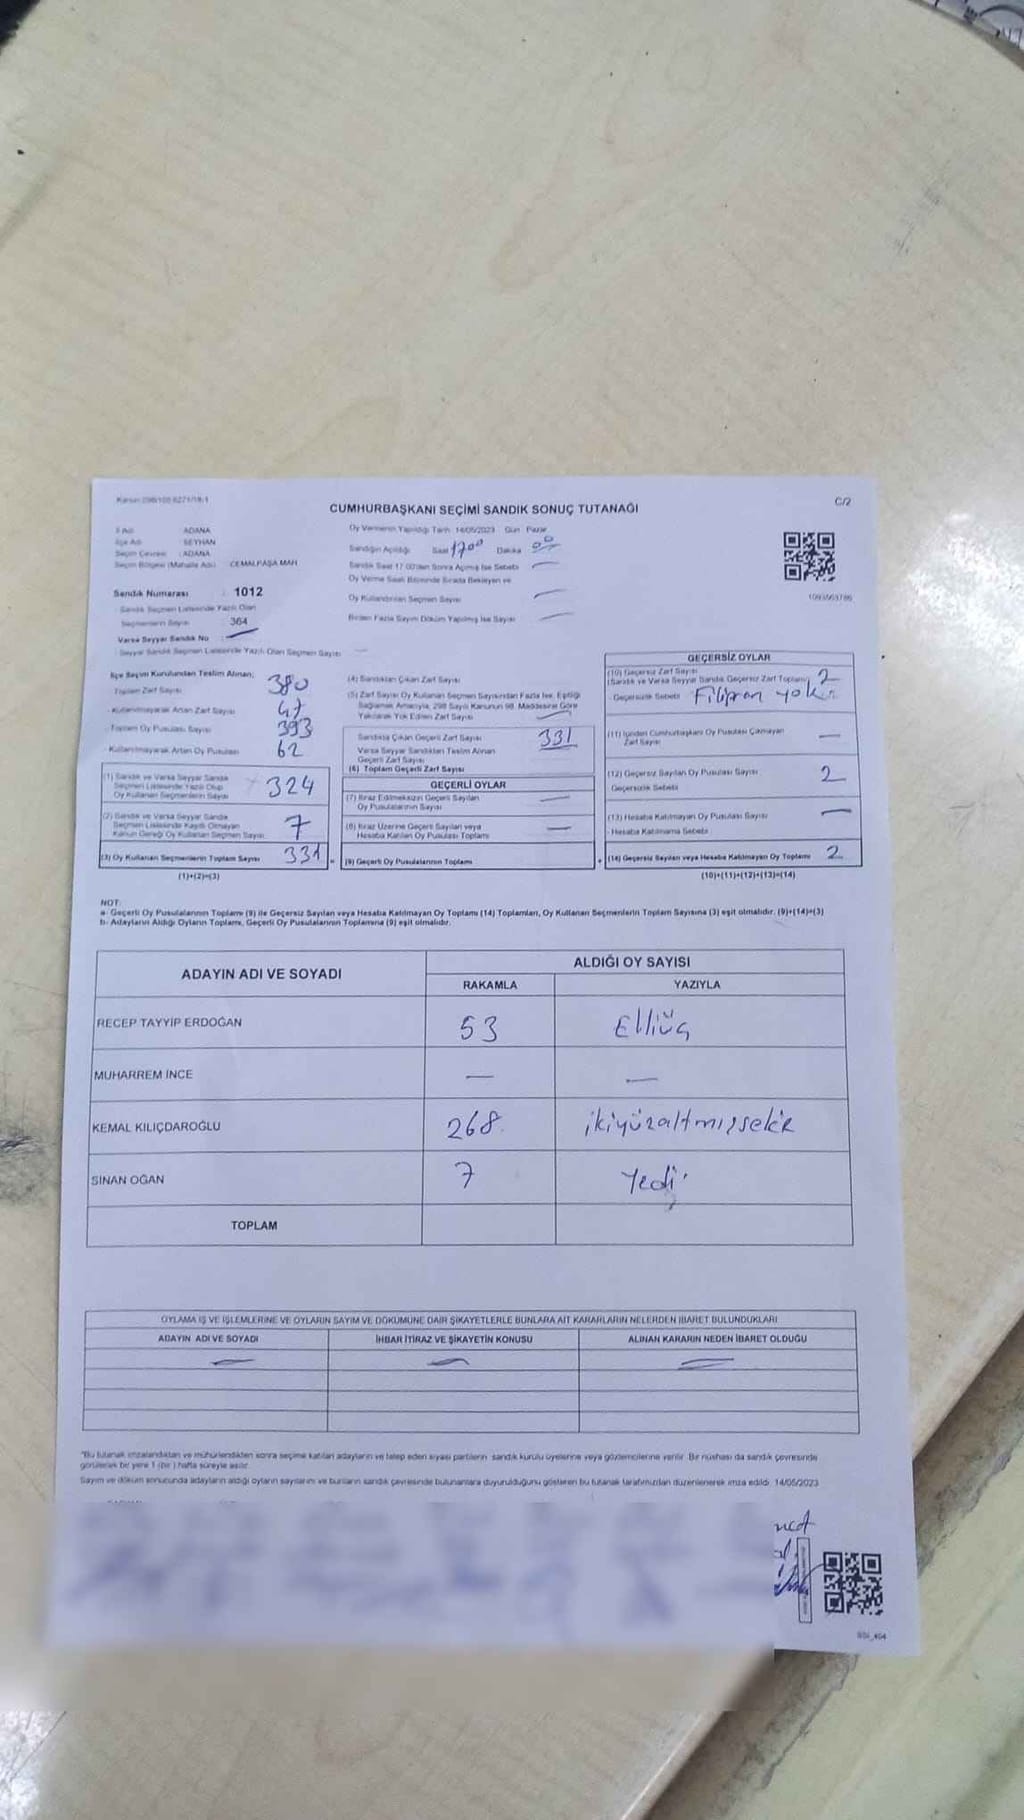 C/2
CUMHURBAŞKANI SEÇİMİ SANDIK SONUÇ TUTANAĞI
İl Adı ADANA
İlçe Adı SEYHAN
Seçim Çevresi : ADANA
Seçim Bölgesi (Mahalle Adı) CEMALPAŞA MAH
Sandık Numarası : 1012
Sandık Seçmen Listesinde Yazılı Olan
Seçmenlerin Sayısı 364
Varsa Seyyar Sandık No
Seyyar Sandık Seçmen Listesinde Yazılı Olan Seçmen Sayısı
Oy Vermenin Yapıldığı Tarih 14/05/2023 Gün Pazar
Sandığın Açıldığı Saat 1700 Dakika 00
Sandık Saat 17 00'den Sonra Açılmış İse Sebebi
Oy Verme Saati Bitiminde Sırada Bekleyen ve
Oy Kullandırılan Seçmen Sayısı
Birden Fazla Sayım Döküm Yapılmış İse Sayısı
1093563786
İlçe Seçim Kurulundan Teslim Alınan;
Toplam Zarf Sayısı 380
Kullanılmayarak Artan Zarf Sayısı 47
Toplam Oy Pusulası Sayısı 393
Kullanılmayarak Artan Oy Pusulası 62
(1) Sandık ve Varsa Seyyar Sandık
Seçmen Listesinde Yazılı Olup
Oy Kullanan Seçmenlerin Sayısı 324
(2) Sandık ve Varsa Seyyar Sandık
Seçmen Listesinde Kayıtlı Olmayan
Kanun Gereği Oy Kullanan Seçmen Sayısı 7
(3) Oy Kullanan Seçmenlerin Toplam Sayısı 331
(1)+(2)=(3)
(4) Sandıktan Çıkan Zarf Sayısı
(5) Zarf Sayısı Oy Kullanan Seçmen Sayısından Fazla İse, Eşitliği
Sağlamak Amacıyla, 298 Sayılı Kanunun 98. Maddesine Göre
Yakılarak Yok Edilen Zarf Sayısı
Sandıkta Çıkan Geçerli Zarf Sayısı 331
Varsa Seyyar Sandıktan Teslim Alınan
Geçerli Zarf Sayısı
(6) Toplam Geçerli Zarf Sayısı
GEÇERLİ OYLAR
(7) İtiraz Edilmeksizin Geçerli Sayılan
Oy Pusulalarının Sayısı
(8) İtiraz Üzerine Geçerli Sayılan veya
Hesaba Katılan Oy Pusulası Toplamı
(9) Geçerli Oy Pusulalarının Toplamı
GEÇERSİZ OYLAR
(10) Geçersiz Zarf Sayısı
(Sandık ve Varsa Seyyar Sandık Geçersiz Zarf Toplamı) 2
Geçersizlik Sebebi Filigran yok.
(11) İçinden Cumhurbaşkanı Oy Pusulası Çıkmayan
Zarf Sayısı
(12) Geçersiz Sayılan Oy Pusulası Sayısı 2
Geçersizlik Sebebi
(13) Hesaba Katılmayan Oy Pusulası Sayısı
Hesaba Katılmama Sebebi
(14) Geçersiz Sayılan veya Hesaba Katılmayan Oy Toplamı 2
(10)+(11)+(12)+(13)=(14)
NOT:
a- Geçerli Oy Pusulalarının Toplamı (9) ile Geçersiz Sayılan veya Hesaba Katılmayan Oy Toplamı (14) Toplamları, Oy Kullanan Seçmenlerin Toplam Sayısına (3) eşit olmalıdır. (9)+(14)=(3)
b- Adayların Aldığı Oyların Toplamı, Geçerli Oy Pusulalarının Toplamına (9) eşit olmalıdır.
ADAYIN ADI VE SOYADI ALDIĞI OY SAYISI
RAKAMLA YAZIYLA
RECEP TAYYİP ERDOĞAN 53 Elliüç
MUHARREM İNCE — —
KEMAL KILIÇDAROĞLU 268 ikiyüzaltmışsekiz
SİNAN OĞAN 7 Yedi
TOPLAM
OYLAMA İŞ VE İŞLEMLERİNE VE OYLARIN SAYIM VE DÖKÜMÜNE DAİR ŞİKAYETLERLE BUNLARA AİT KARARLARIN NELERDEN İBARET BULUNDUKLARI
ADAYIN ADI VE SOYADI İHBAR İTİRAZ VE ŞİKAYETİN KONUSU ALINAN KARARIN NEDEN İBARET OLDUĞU
"Bu tutanak imzalandıktan ve mühürlendikten sonra seçime katılan adayların ve talep eden siyasi partilerin sandık kurulu üyelerine veya gözlemcilerine verilir. Bir nüshası da sandık çevresinde
görülecek bir yere 1 (bir) hafta süreyle asılır.
Sayım ve döküm sonucunda adayların aldığı oyların sayılarını ve bunların sandık çevresinde bulunanlara duyurulduğunu gösteren bu tutanak tarafımızdan düzenlenerek imza edildi. 14/05/2023